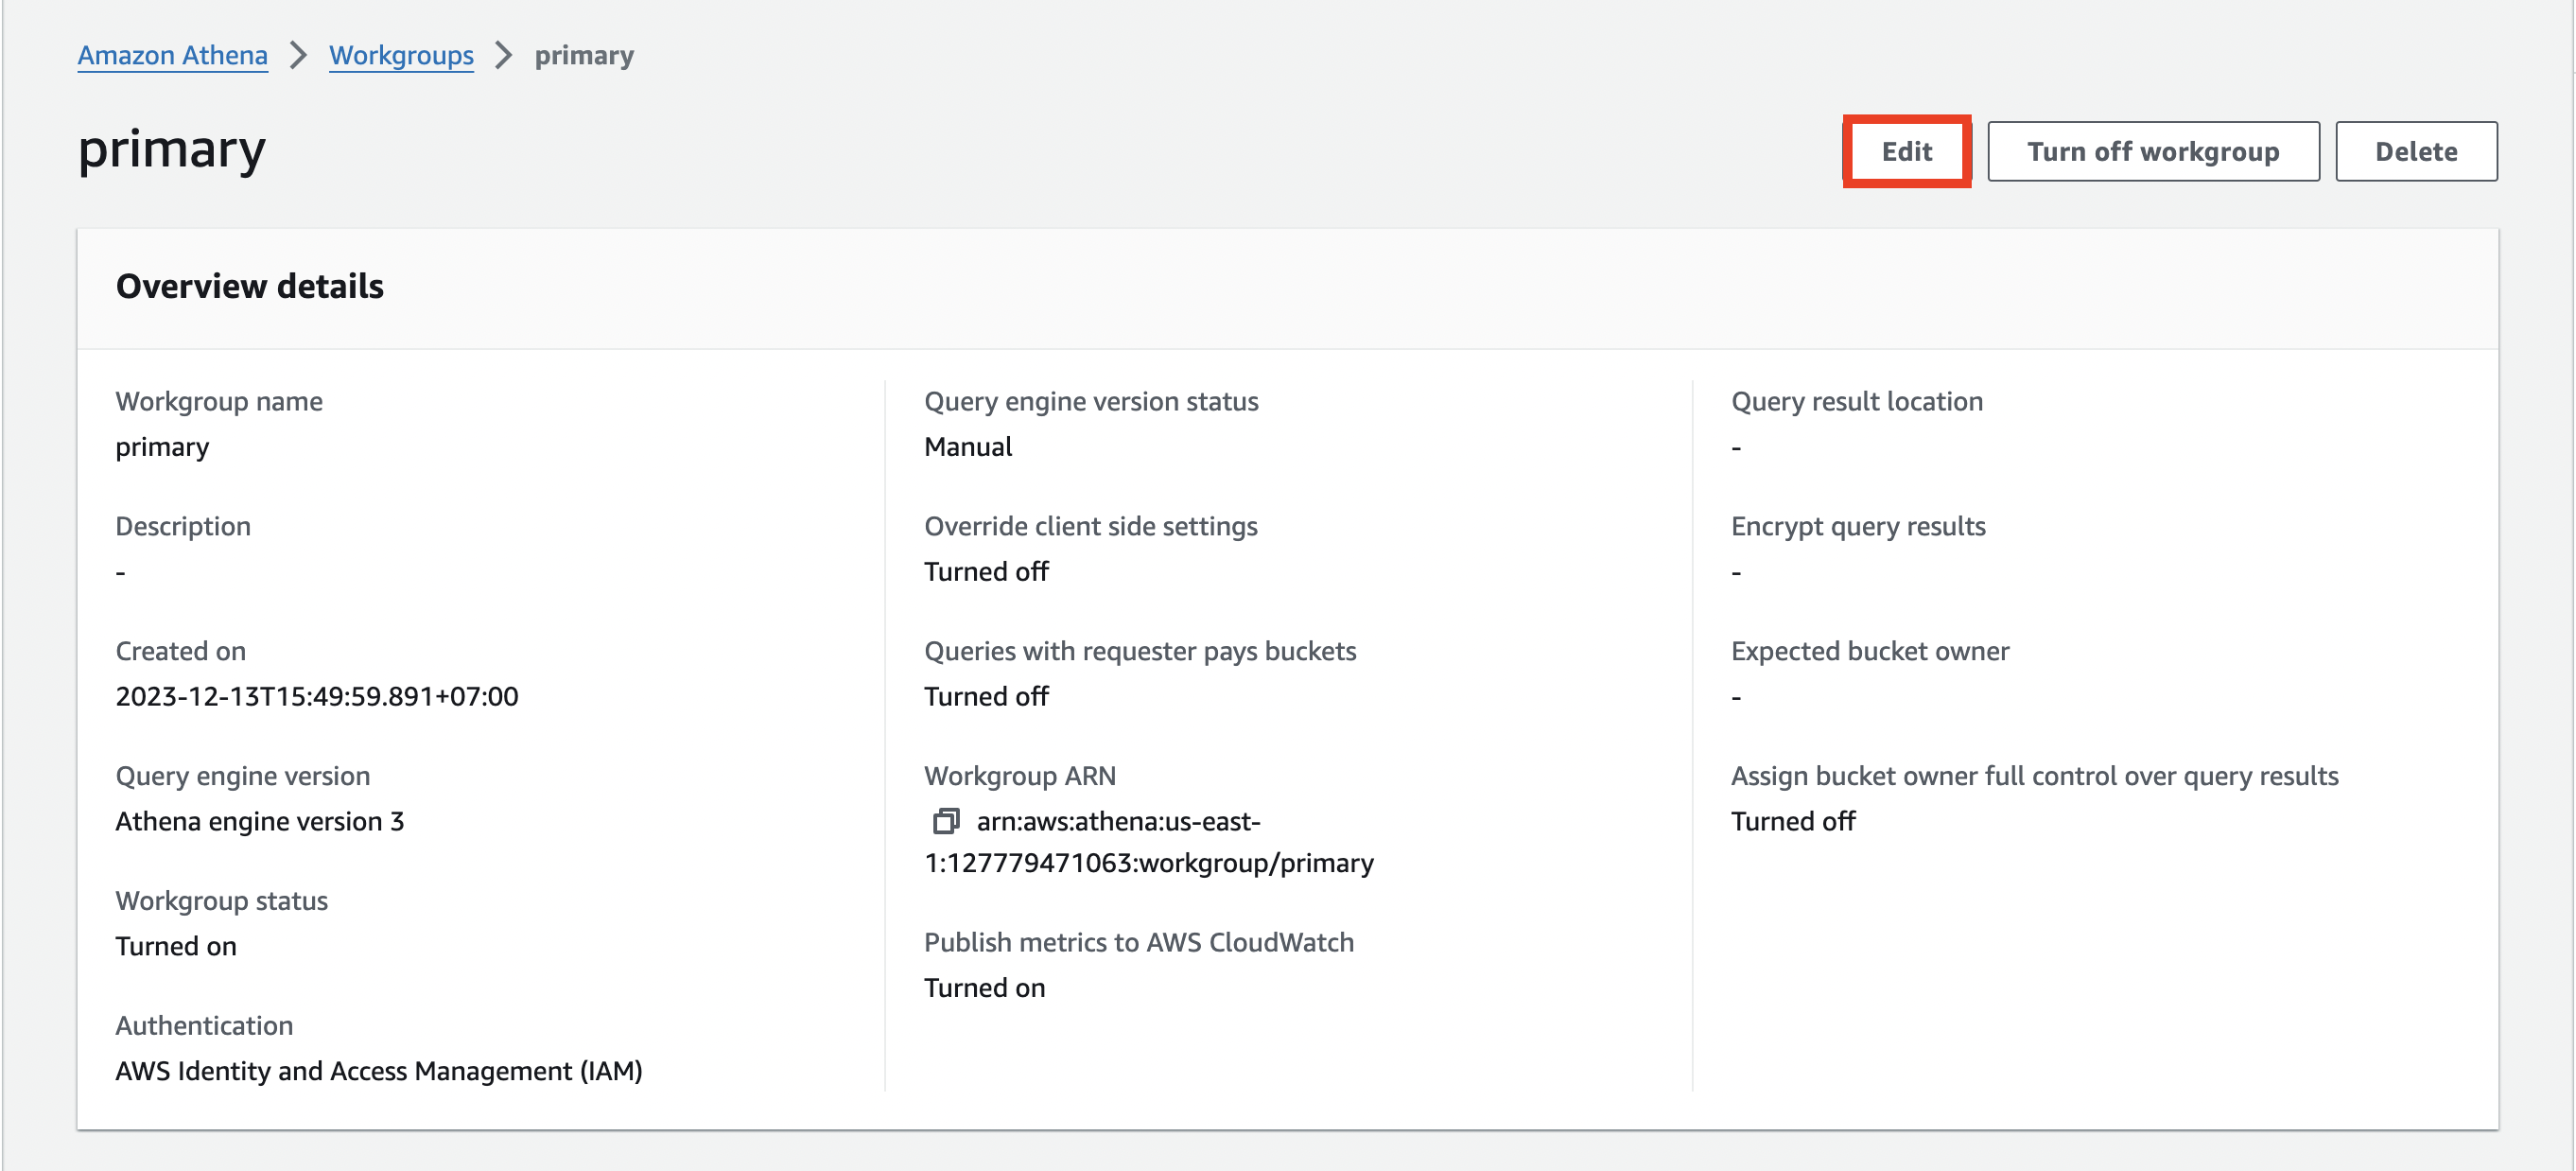 Amazon Athena > Workgroups > primary
primary
Edit
Turn off workgroup
Delete
Overview details
Workgroup name
primary
Description
-
Created on
2023-12-13T15:49:59.891+07:00
Query engine version
Athena engine version 3
Workgroup status
Turned on
Authentication
AWS Identity and Access Management (IAM)
Query engine version status
Manual
Override client side settings
Turned off
Queries with requester pays buckets
Turned off
Workgroup ARN
arn:aws:athena:us-east-
1:127779471063:workgroup/primary
Publish metrics to AWS CloudWatch
Turned on
Query result location
-
Encrypt query results
-
Expected bucket owner
-
Assign bucket owner full control over query results
Turned off